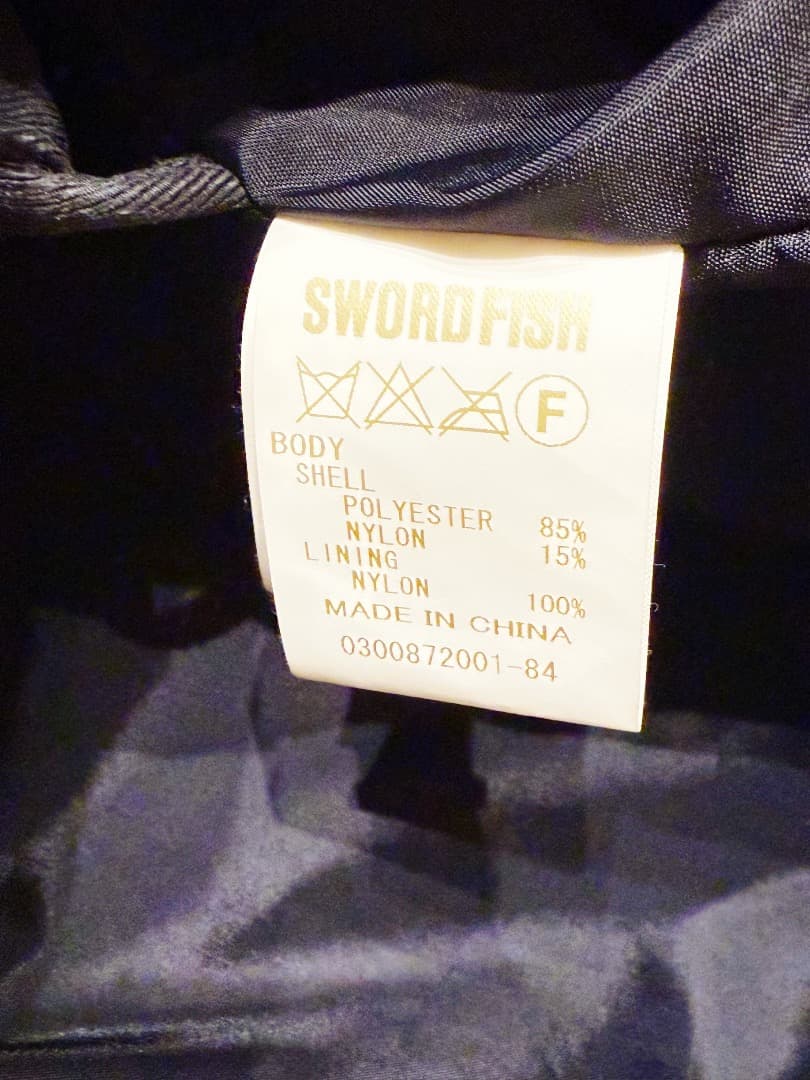 SWORDFISH
F
BODY
SHELL
POLYESTER 85%
NYLON 15%
LINING
NYLON 100%
MADE IN CHINA
0300872001-84